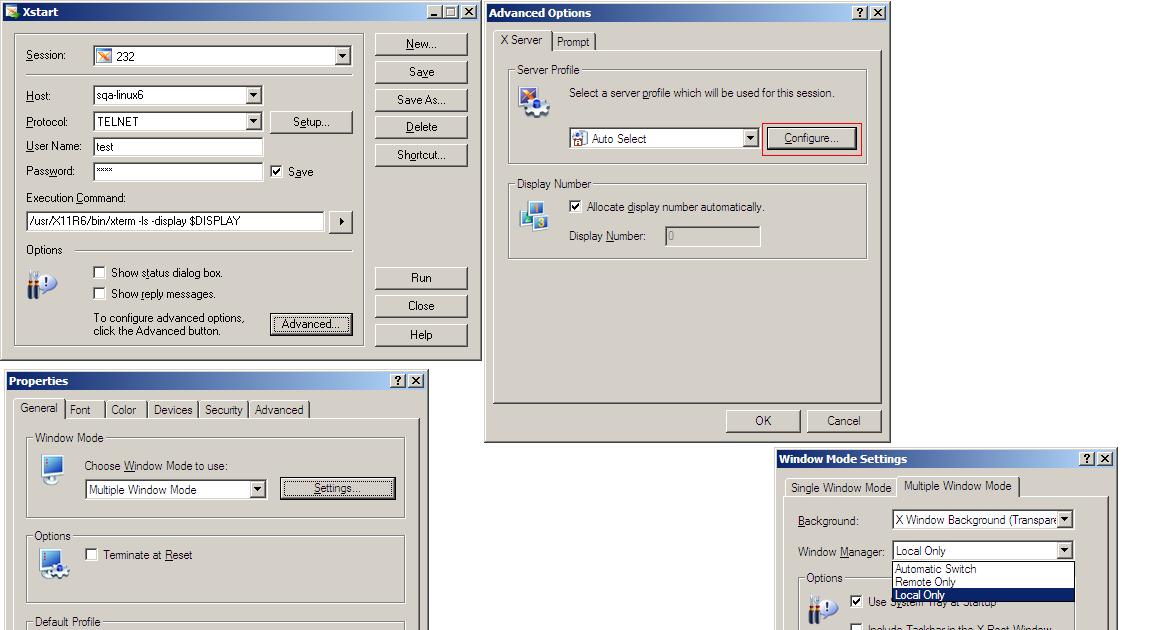 Xstart
Session: 232
Host: sqa-linux6
Protocol: TELNET Setup...
User Name: test
Password: **** Save
Execution Command:
/usr/X11R6/bin/xterm -ls -display $DISPLAY
Options
Show status dialog box.
Show reply messages.
To configure advanced options,
click the Advanced button.
Advanced...
New...
Save
Save As...
Delete
Shortcut...
Run
Close
Help
Advanced Options
X Server Prompt
Server Profile
Select a server profile which will be used for this session.
Auto Select Configure...
Display Number
Allocate display number automatically.
Display Number: 0
OK Cancel
Properties
General Font Color Devices Security Advanced
Window Mode
Choose Window Mode to use:
Multiple Window Mode Settings...
Options
Terminate at Reset
Default Profile
Window Mode Settings
Single Window Mode Multiple Window Mode
Background: X Window Background (Transpare
Window Manager: Local Only
Automatic Switch
Remote Only
Local Only
Options
Use System Tray at Startup
Include Taskbar in the X Root Window